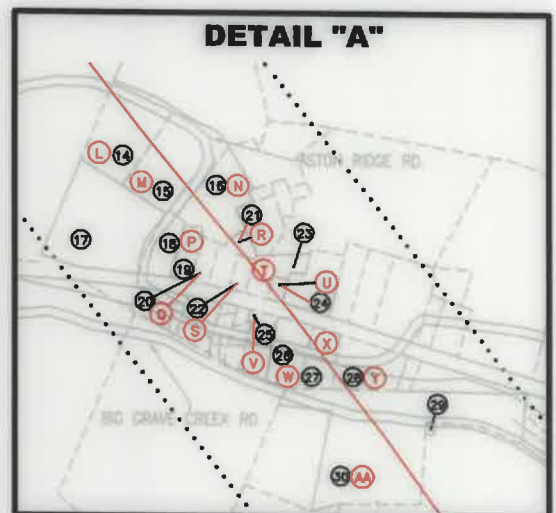 DETAIL "A"
L 14
M 15
16 N
ASTON RIDGE RD.
21
R
23
17
18 P
19
T
U
20
22
24
S
25
X
26
V
W 27
28 Y
29
BIG GRAVE CREEK RD
30 AA